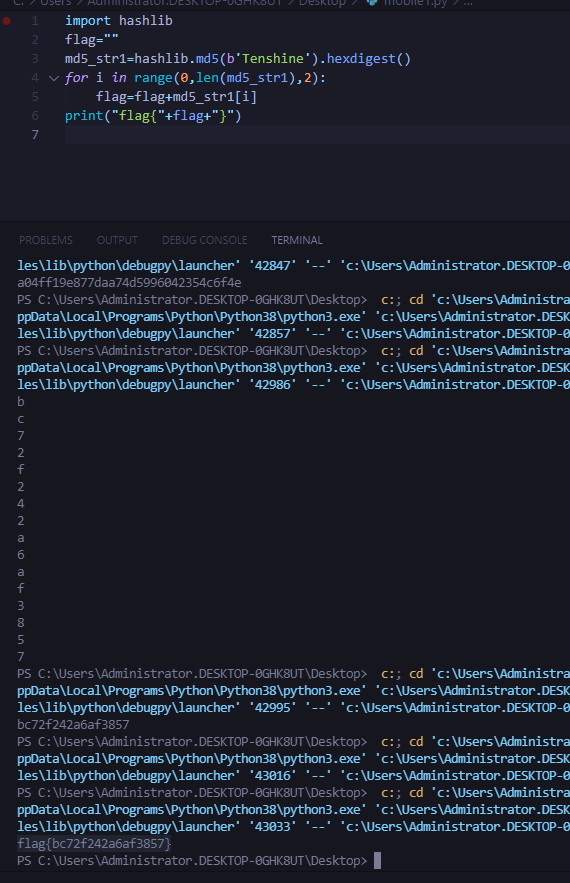 C: > Users > Administrator.DESKTOP-0GHK8UT > Desktop > mobile1.py > ...
1 import hashlib
2 flag=""
3 md5_str1=hashlib.md5(b'Tenshine').hexdigest()
4 for i in range(0,len(md5_str1),2):
5 flag=flag+md5_str1[i]
6 print("flag{"+flag+"}")
7
PROBLEMS OUTPUT DEBUG CONSOLE TERMINAL
les\lib\python\debugpy\launcher' '42847' '--' 'c:\Users\Administrator.DESKTOP-0
a04ff19e877daa74d5996042354c6f4e
PS C:\Users\Administrator.DESKTOP-0GHK8UT\Desktop> c:; cd 'c:\Users\Administra
ppData\Local\Programs\Python\Python38\python3.exe' 'c:\Users\Administrator.DESK
les\lib\python\debugpy\launcher' '42857' '--' 'c:\Users\Administrator.DESKTOP-0
PS C:\Users\Administrator.DESKTOP-0GHK8UT\Desktop> c:; cd 'c:\Users\Administra
ppData\Local\Programs\Python\Python38\python3.exe' 'c:\Users\Administrator.DESK
les\lib\python\debugpy\launcher' '42986' '--' 'c:\Users\Administrator.DESKTOP-0
b
c
7
2
f
2
4
2
a
6
a
f
3
8
5
7
PS C:\Users\Administrator.DESKTOP-0GHK8UT\Desktop> c:; cd 'c:\Users\Administra
ppData\Local\Programs\Python\Python38\python3.exe' 'c:\Users\Administrator.DESK
les\lib\python\debugpy\launcher' '42995' '--' 'c:\Users\Administrator.DESKTOP-0
bc72f242a6af3857
PS C:\Users\Administrator.DESKTOP-0GHK8UT\Desktop> c:; cd 'c:\Users\Administra
ppData\Local\Programs\Python\Python38\python3.exe' 'c:\Users\Administrator.DESK
les\lib\python\debugpy\launcher' '43016' '--' 'c:\Users\Administrator.DESKTOP-0
PS C:\Users\Administrator.DESKTOP-0GHK8UT\Desktop> c:; cd 'c:\Users\Administra
ppData\Local\Programs\Python\Python38\python3.exe' 'c:\Users\Administrator.DESK
les\lib\python\debugpy\launcher' '43033' '--' 'c:\Users\Administrator.DESKTOP-0
flag{bc72f242a6af3857}
PS C:\Users\Administrator.DESKTOP-0GHK8UT\Desktop>